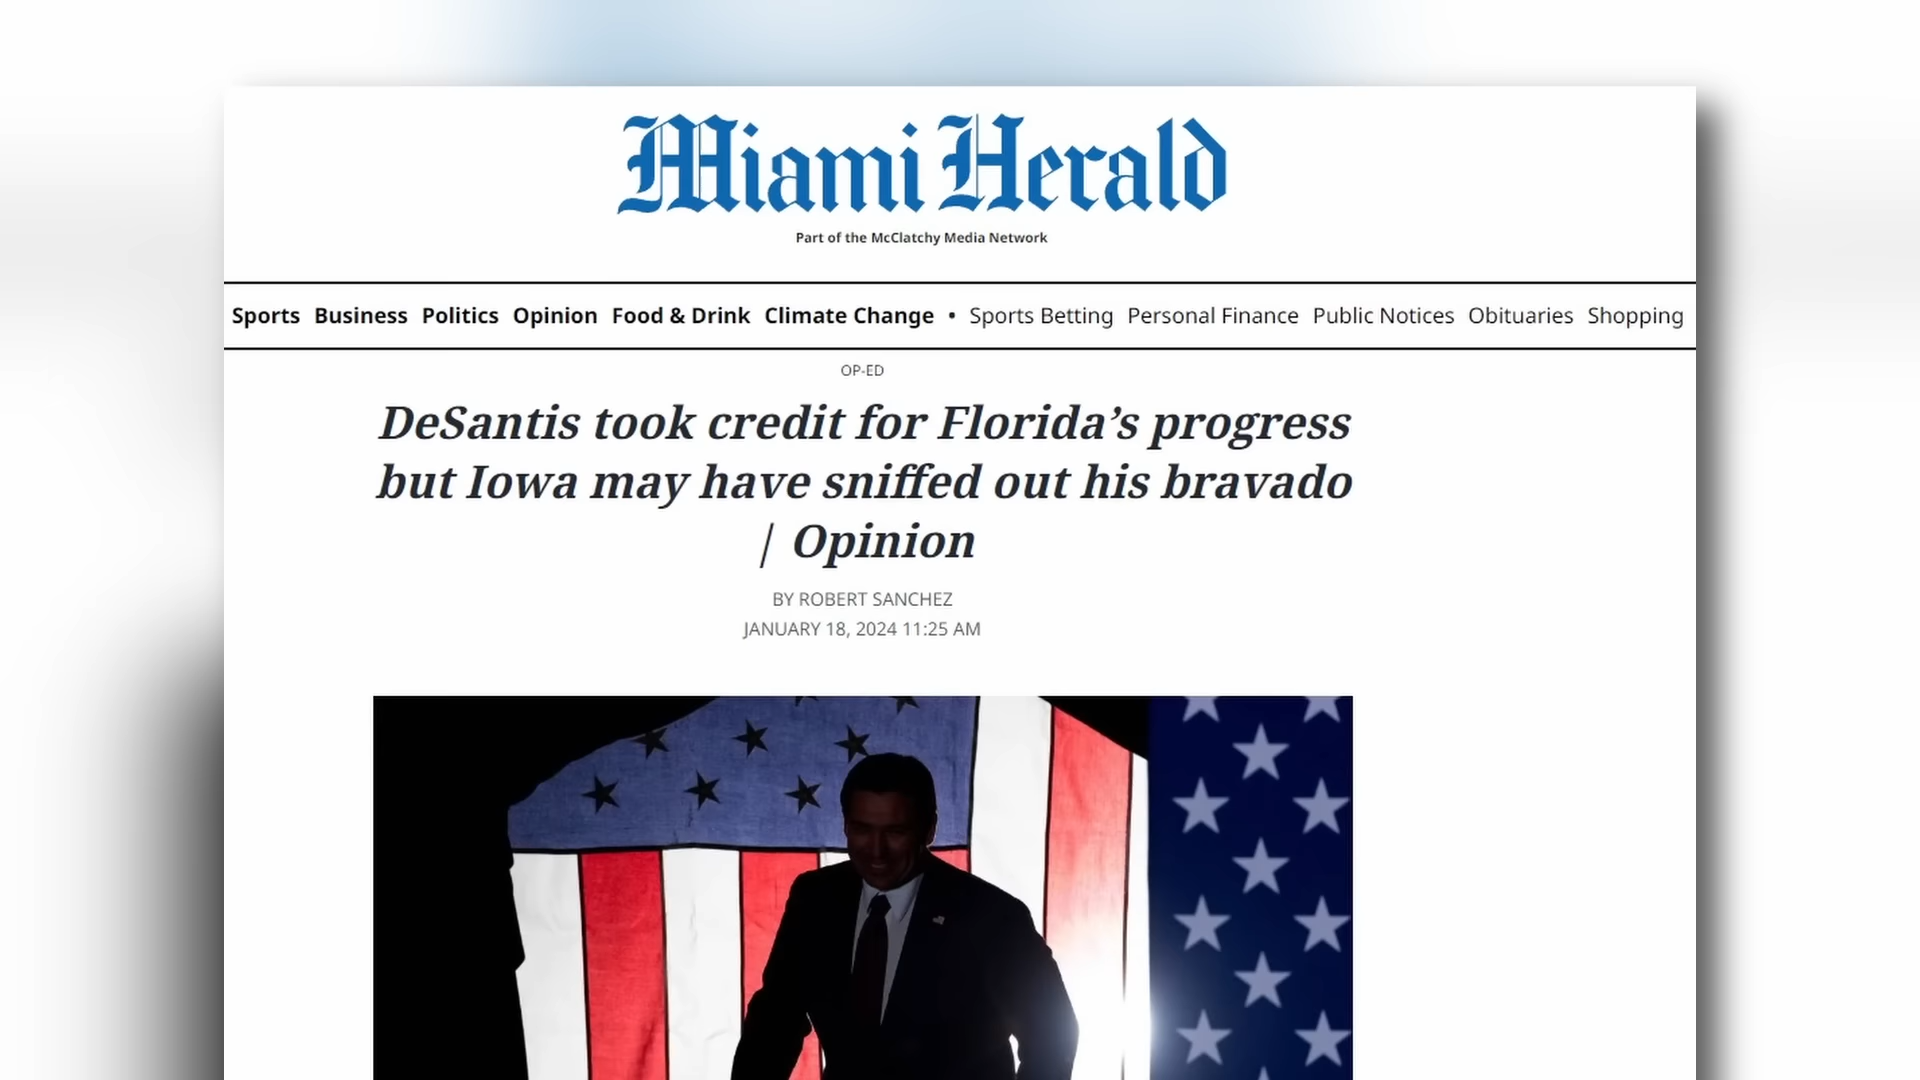 Miami Herald
Part of the McClatchy Media Network
Sports Business Politics Opinion Food & Drink Climate Change • Sports Betting Personal Finance Public Notices Obituaries Shopping
OP-ED
DeSantis took credit for Florida’s progress
but Iowa may have sniffed out his bravado
| Opinion
BY ROBERT SANCHEZ
JANUARY 18, 2024 11:25 AM